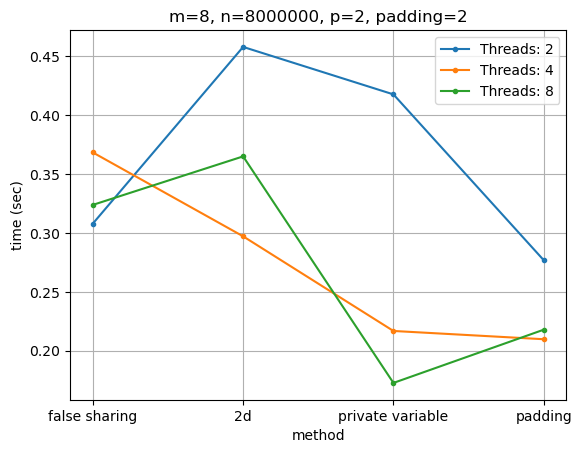 m=8, n=8000000, p=2, padding=2
Threads: 2
Threads: 4
Threads: 8
time (sec)
0.45
0.40
0.35
0.30
0.25
0.20
false sharing
2d
private variable
padding
method